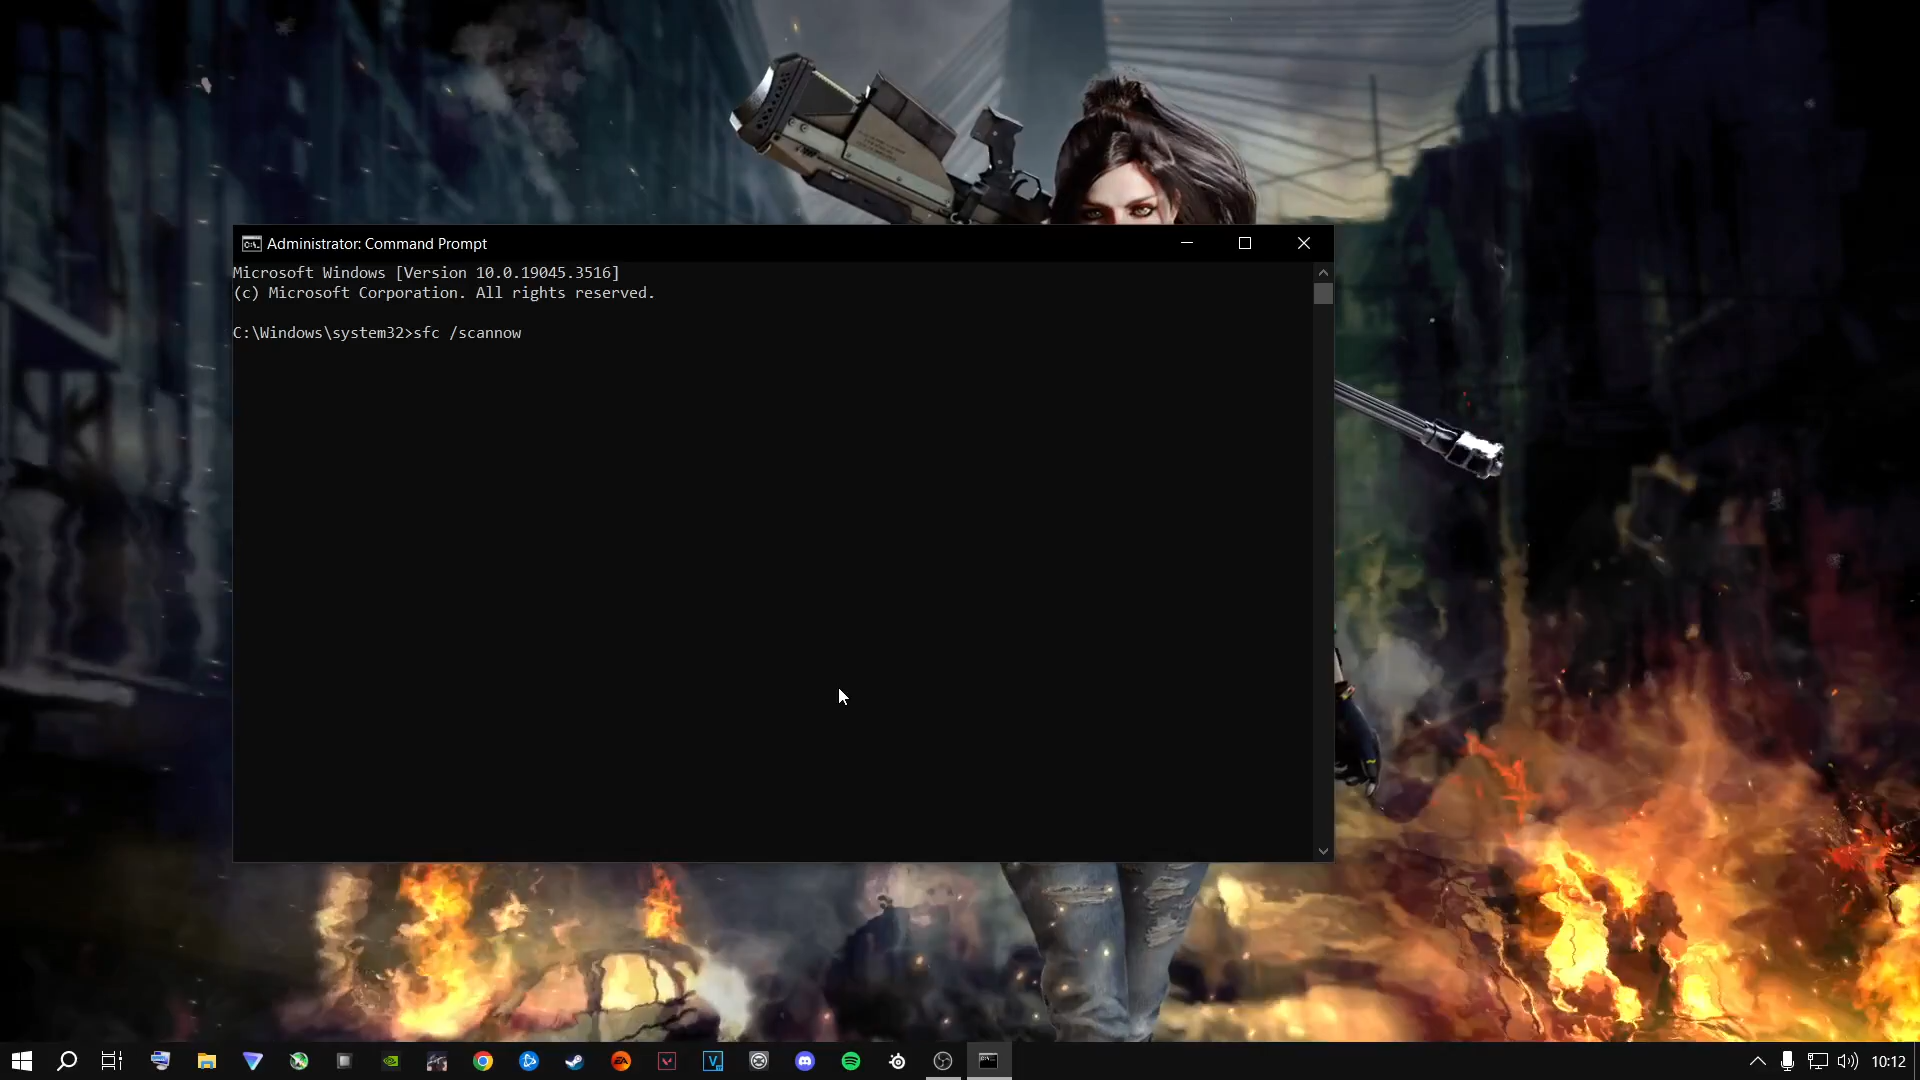 Administrator: Command Prompt
Microsoft Windows [Version 10.0.19045.3516]
(c) Microsoft Corporation. All rights reserved.
C:\Windows\system32>sfc /scannow
10:12